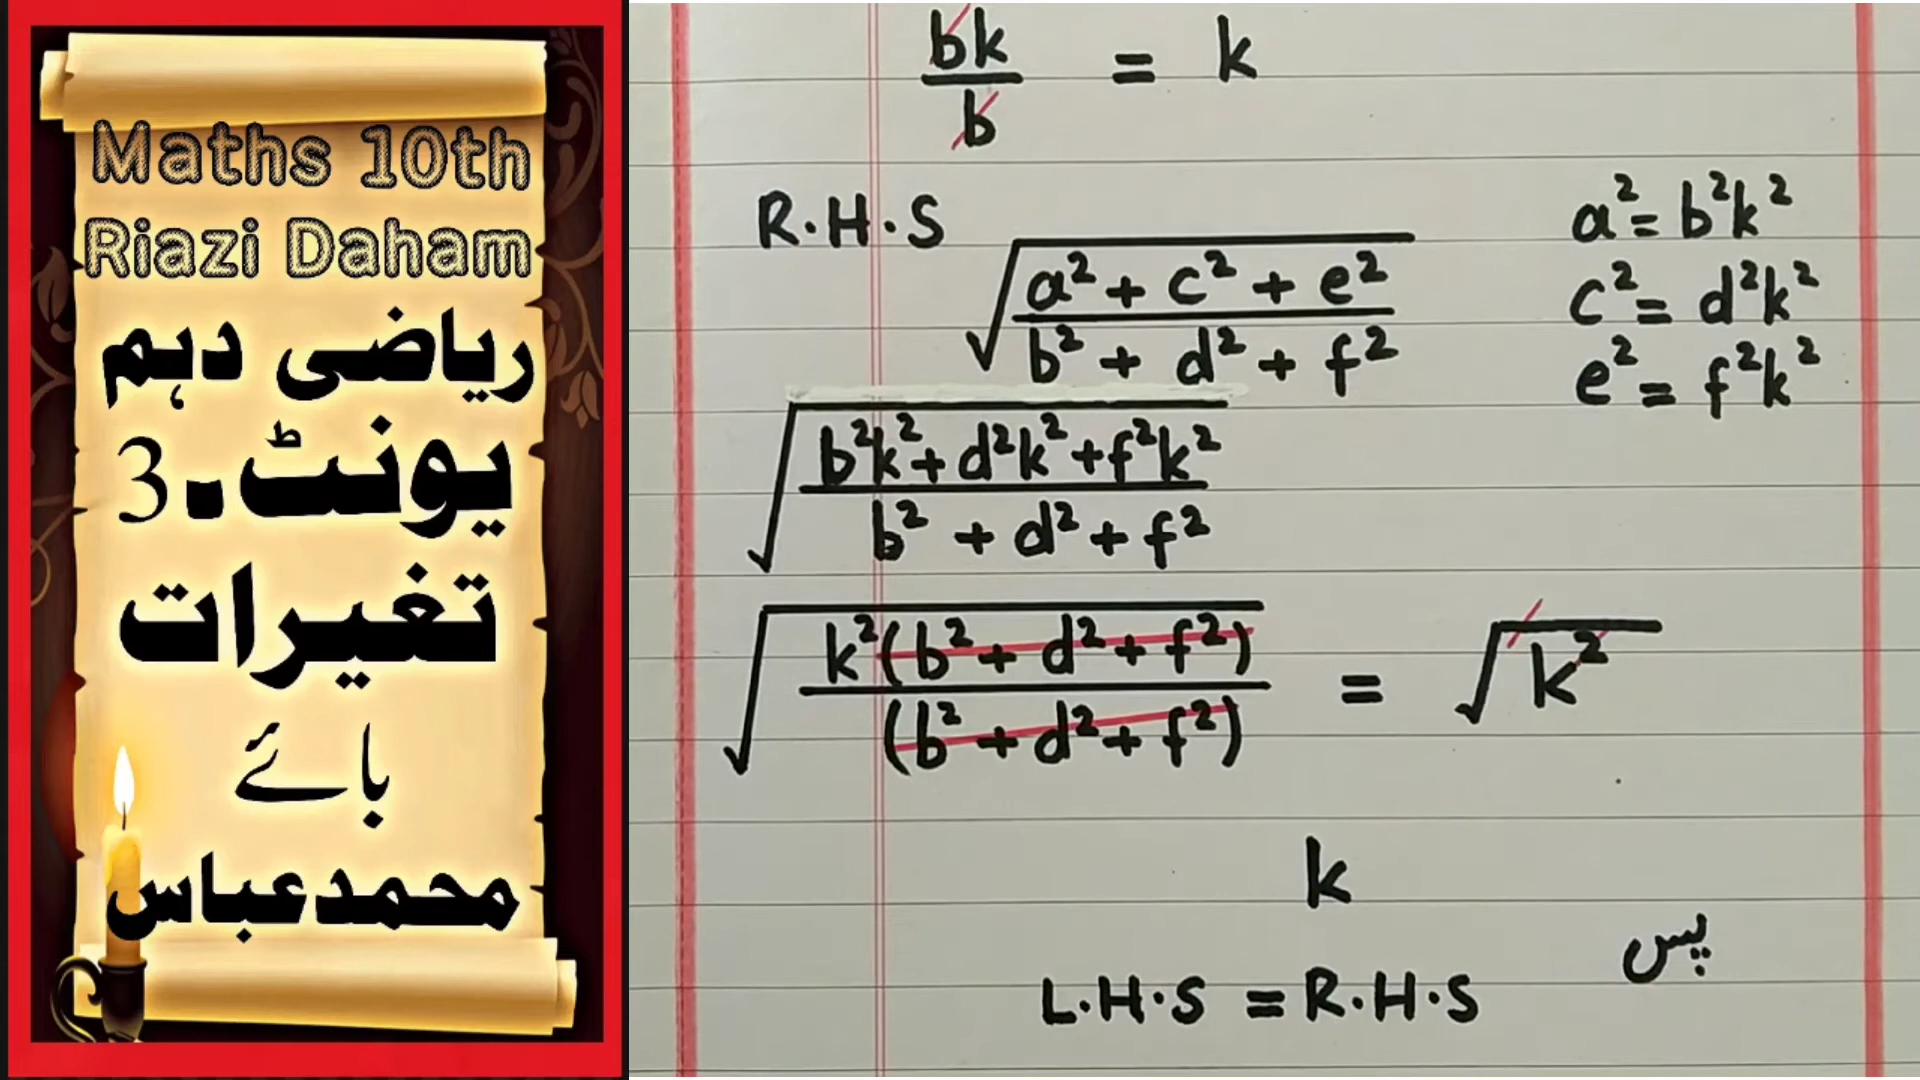 Maths 10th
Riazi Daham
ریاضی دہم
یونٹ۔3
تغیرات
بائے
محمدعباس
bk/b = k
R.H.S
√((a² + c² + e²)/(b² + d² + f²))
a² = b²k²
c² = d²k²
e² = f²k²
√((b²k² + d²k² + f²k²)/(b² + d² + f²))
√((k²(b² + d² + f²))/((b² + d² + f²))) = √k²
k
پس
L.H.S = R.H.S